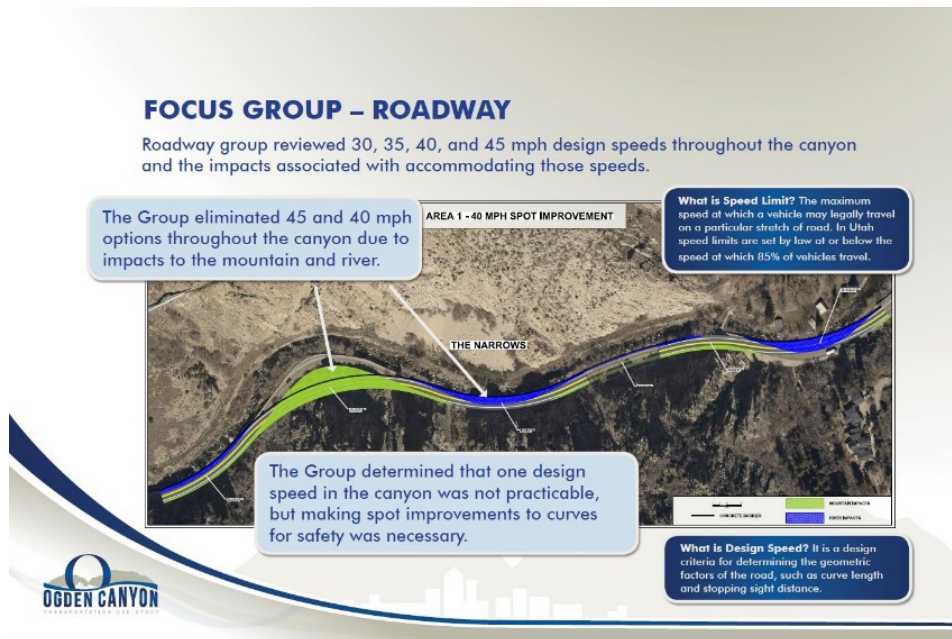 FOCUS GROUP – ROADWAY
Roadway group reviewed 30, 35, 40, and 45 mph design speeds throughout the canyon
and the impacts associated with accommodating those speeds.
The Group eliminated 45 and 40 mph
options throughout the canyon due to
impacts to the mountain and river.
AREA 1 - 40 MPH SPOT IMPROVEMENT
What is Speed Limit? The maximum
speed at which a vehicle may legally travel
on a particular stretch of road. In Utah
speed limits are set by law at or below the
speed at which 85% of vehicles travel.
THE NARROWS
The Group determined that one design
speed in the canyon was not practicable,
but making spot improvements to curves
for safety was necessary.
CONCRETE BARRIER
MOUNTAIN IMPACTS
RIVER IMPACTS
What is Design Speed? It is a design
criteria for determining the geometric
factors of the road, such as curve length
and stopping sight distance.
OGDEN CANYON
TRANSPORTATION USE STUDY